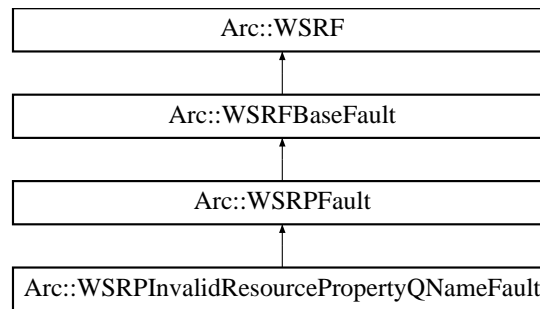 Arc::WSRF
Arc::WSRFBaseFault
Arc::WSRPFault
Arc::WSRPInvalidResourcePropertyQNameFault